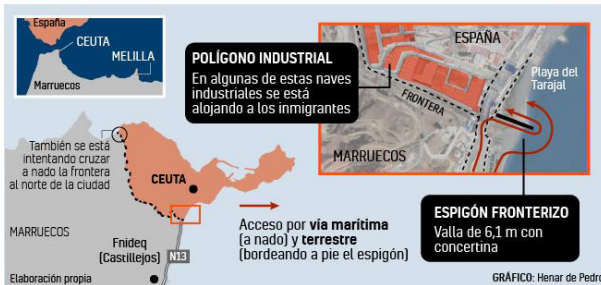 España
CEUTA
MELILLA
Marruecos
También se está
intentando cruzar
a nado la frontera
al norte de la ciudad
CEUTA
MARRUECOS
Fnideq
(Castillejos)
N13
Elaboración propia
Acceso por vía marítima
(a nado) y terrestre
(bordeando a pie el espigón)
POLÍGONO INDUSTRIAL
En algunas de estas naves
industriales se está
alojando a los inmigrantes
ESPAÑA
Playa del
Tarajal
FRONTERA
MARRUECOS
ESPIGÓN FRONTERIZO
Valla de 6,1 m con
concertina
GRÁFICO: Henar de Pedro